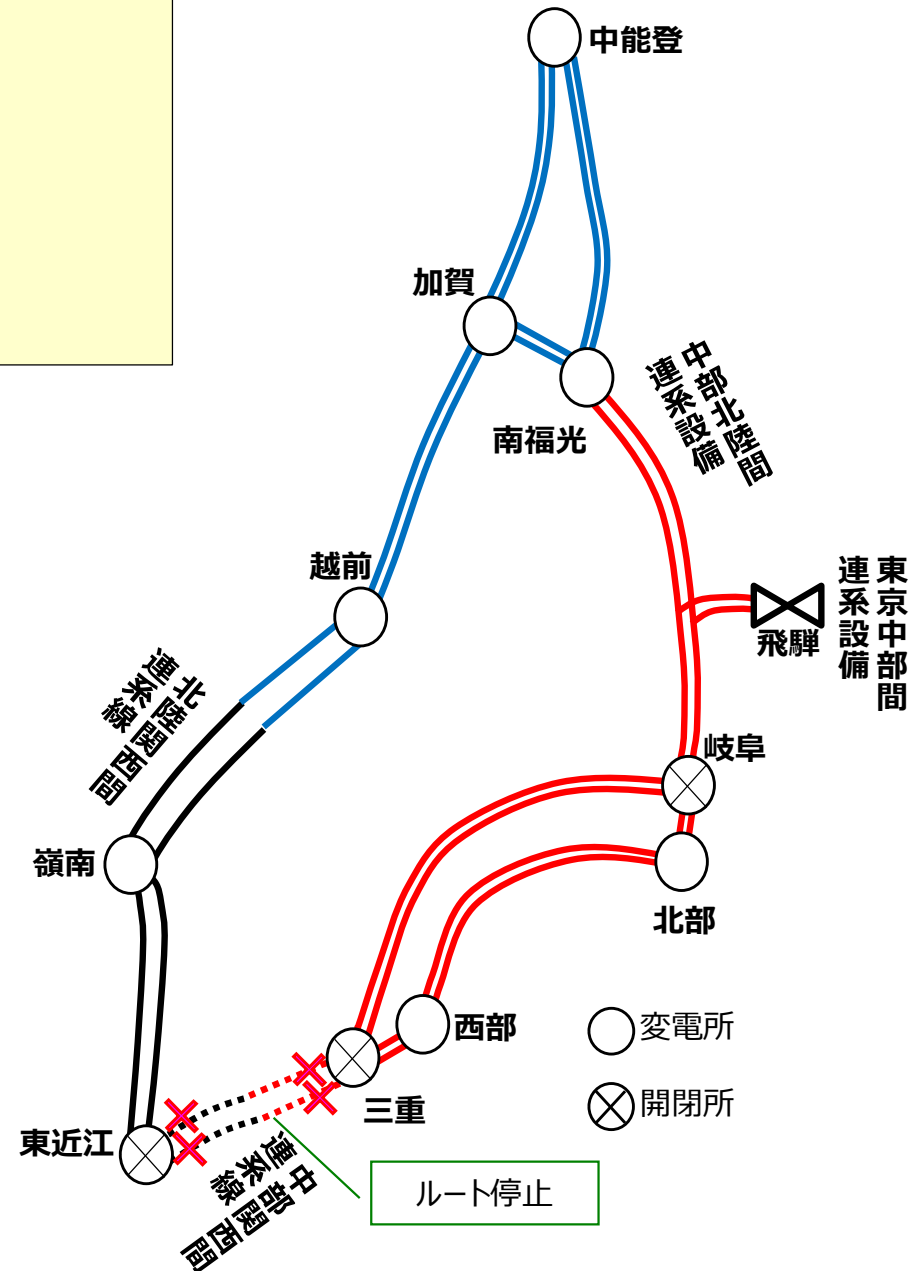 中能登
加賀
南福光
中部北陸間
連系設備
越前
東京中部間
連系設備
飛騨
北陸関西間
連系線
岐阜
嶺南
北部
西部
変電所
三重
開閉所
東近江
中部関西間
連系線
ルート停止